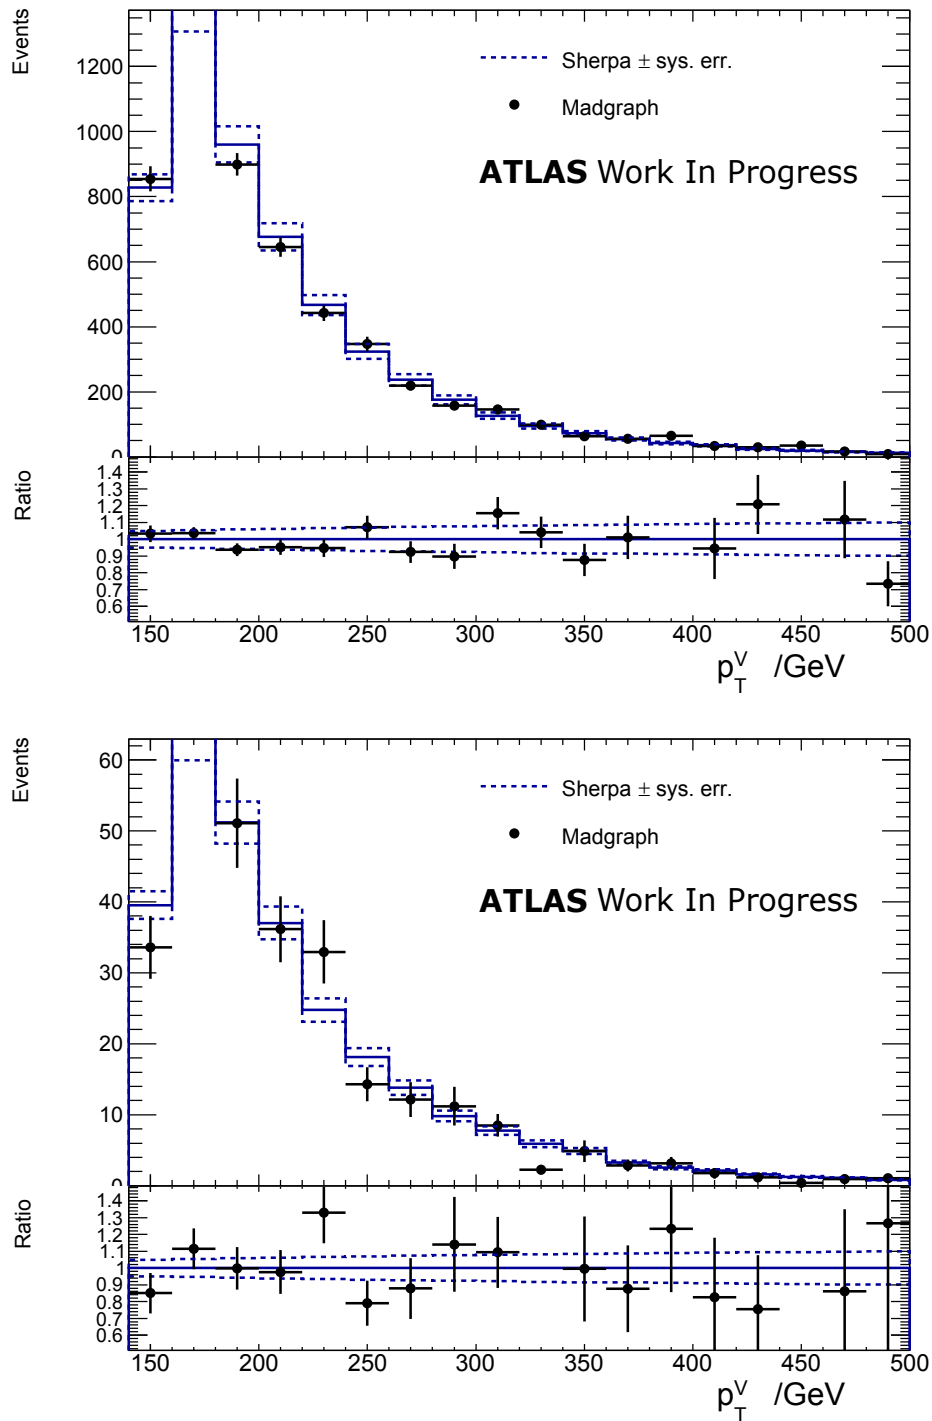 Events
1200
1000
800
600
400
200
0
Sherpa ± sys. err.
Madgraph
ATLAS Work In Progress
Ratio
1.4
1.3
1.2
1.1
1
0.9
0.8
0.7
0.6
150 200 250 300 350 400 450 500
p_T^V /GeV
Events
60
50
40
30
20
10
0
Sherpa ± sys. err.
Madgraph
ATLAS Work In Progress
Ratio
1.4
1.3
1.2
1.1
1
0.9
0.8
0.7
0.6
150 200 250 300 350 400 450 500
p_T^V /GeV